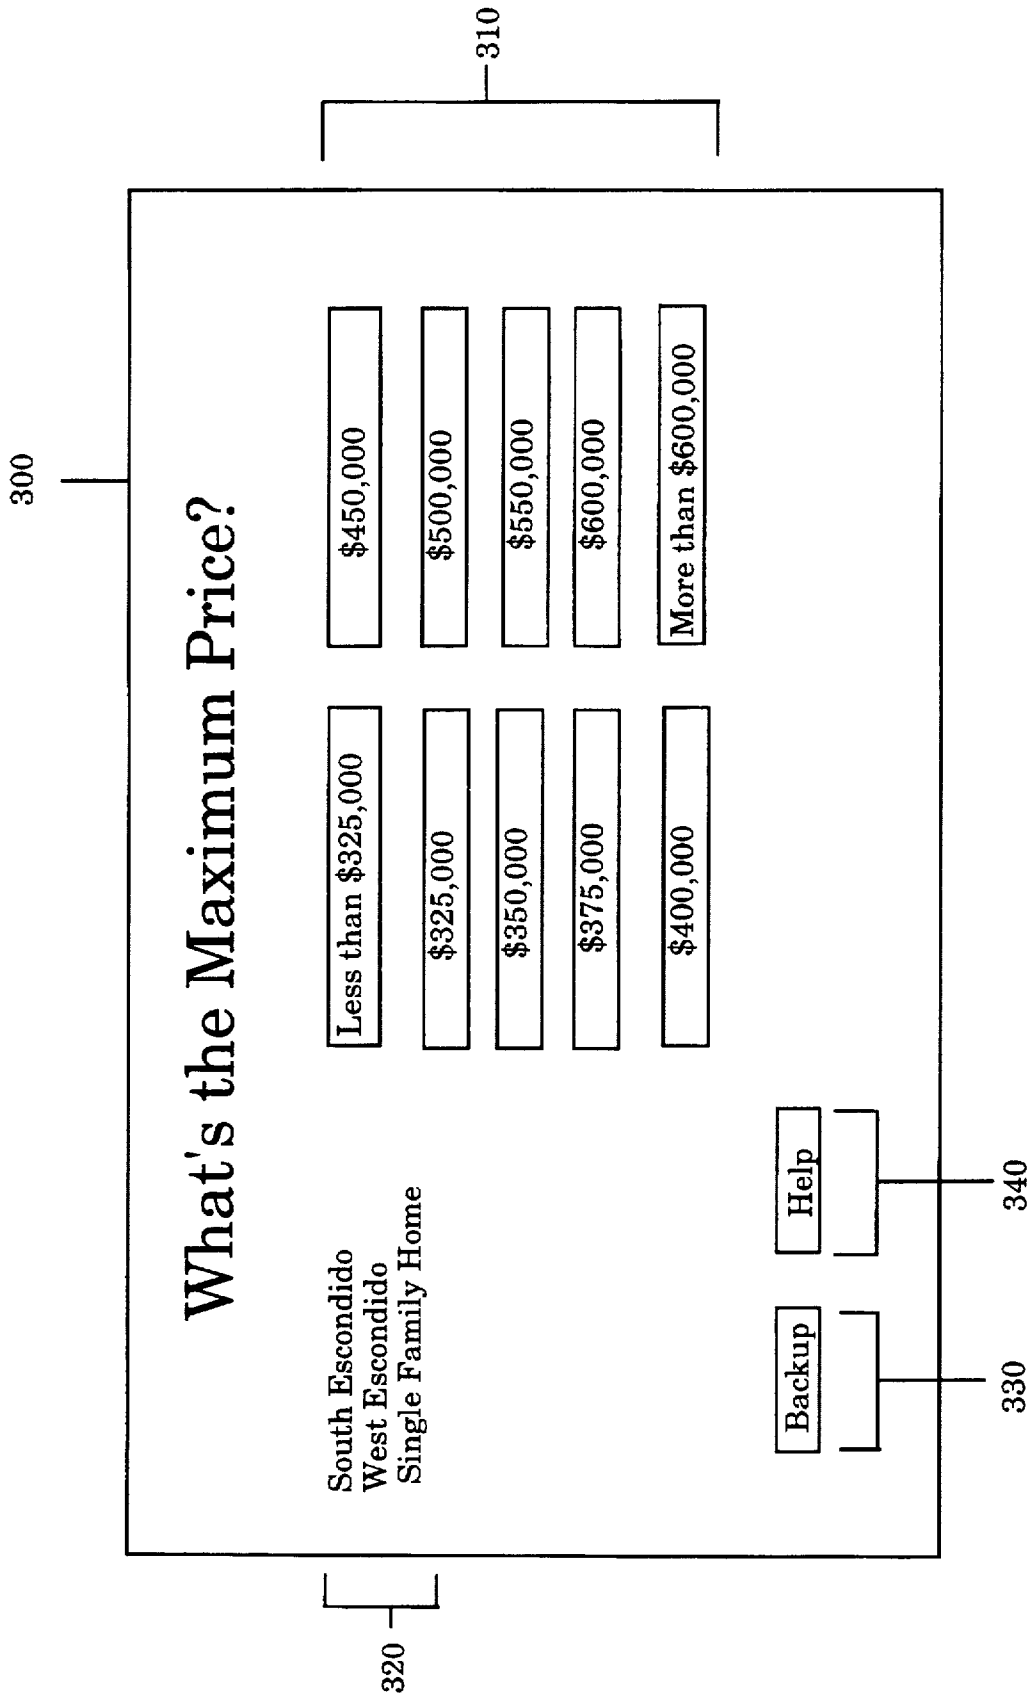 300
What's the Maximum Price?
310
320
South Escondido
West Escondido
Single Family Home
Less than $325,000
$325,000
$350,000
$375,000
$400,000
$450,000
$500,000
$550,000
$600,000
More than $600,000
Backup
Help
330
340